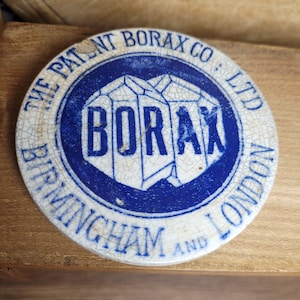 THE PATENT BORAX CO: LTD
BORAX
BIRMINGHAM AND LONDON